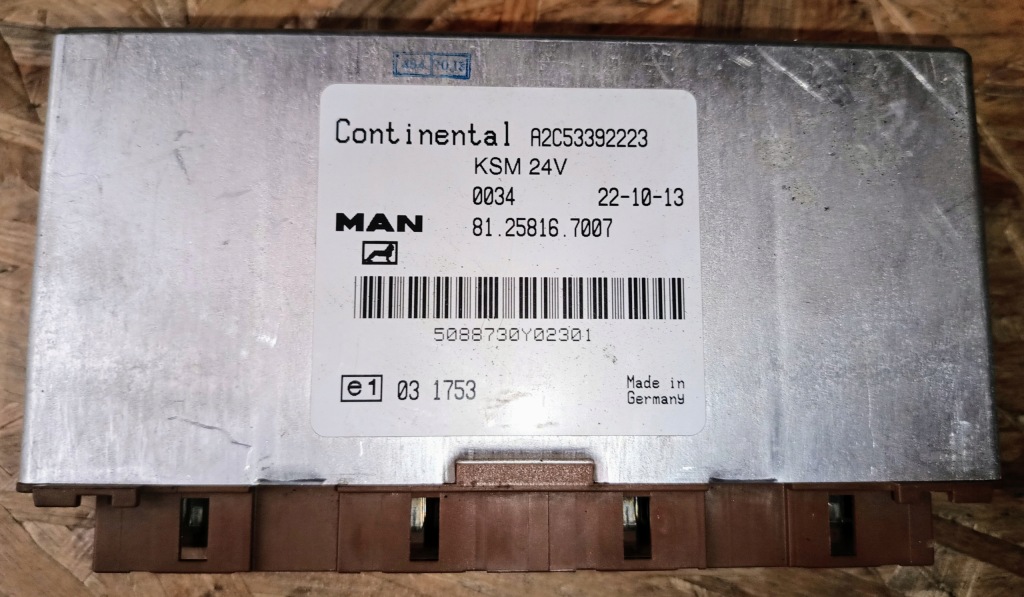 Continental A2C53392223
KSM 24V
0034 22-10-13
MAN 81.25816.7007
5088730Y02301
e1 03 1753 Made in
Germany